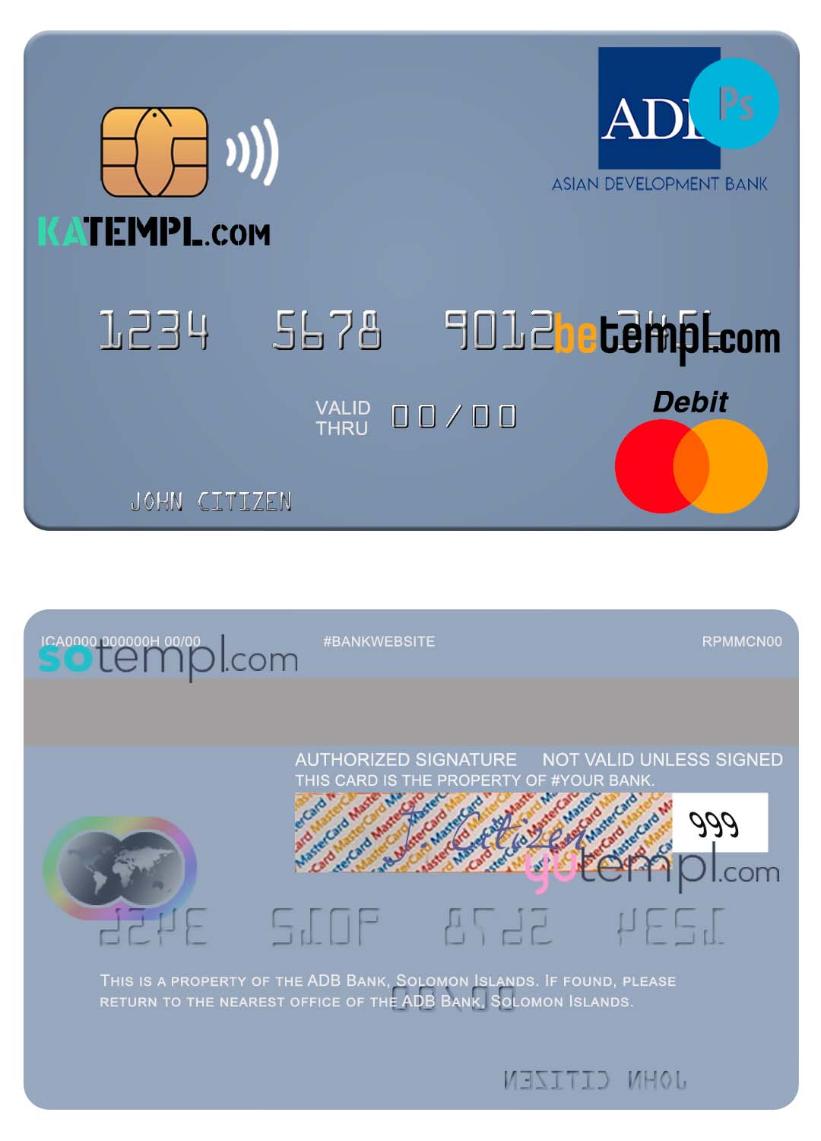 ADB
Ps
ASIAN DEVELOPMENT BANK
KATEMPL.COM
1234 5678 9012 3456
betempl.com
VALID
THRU
00/00
Debit
JOHN CITIZEN
ICA0000 000000H 00/00 #BANKWEBSITE RPMMCN00
sotempl.com
AUTHORIZED SIGNATURE NOT VALID UNLESS SIGNED
THIS CARD IS THE PROPERTY OF #YOUR BANK.
MasterCard MasterCard MasterCard
J. Citizen
999
yutempl.com
1234 5678 9012 3456
THIS IS A PROPERTY OF THE ADB BANK, SOLOMON ISLANDS. IF FOUND, PLEASE
RETURN TO THE NEAREST OFFICE OF THE ADB BANK, SOLOMON ISLANDS.
00/00
JOHN CITIZEN